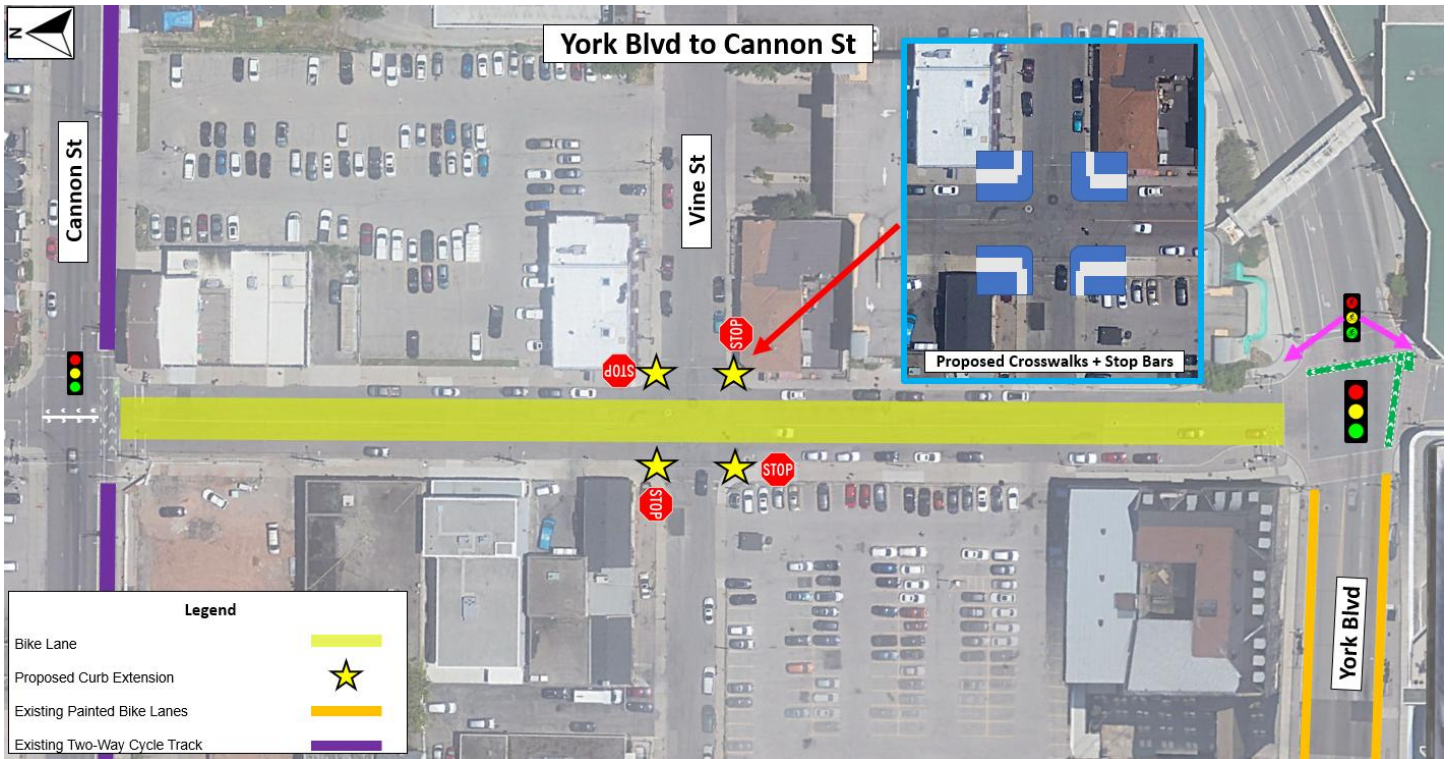 N
York Blvd to Cannon St
Cannon St
Vine St
Proposed Crosswalks + Stop Bars
STOP
STOP
STOP
STOP
York Blvd
Legend
Bike Lane
Proposed Curb Extension
Existing Painted Bike Lanes
Existing Two-Way Cycle Track